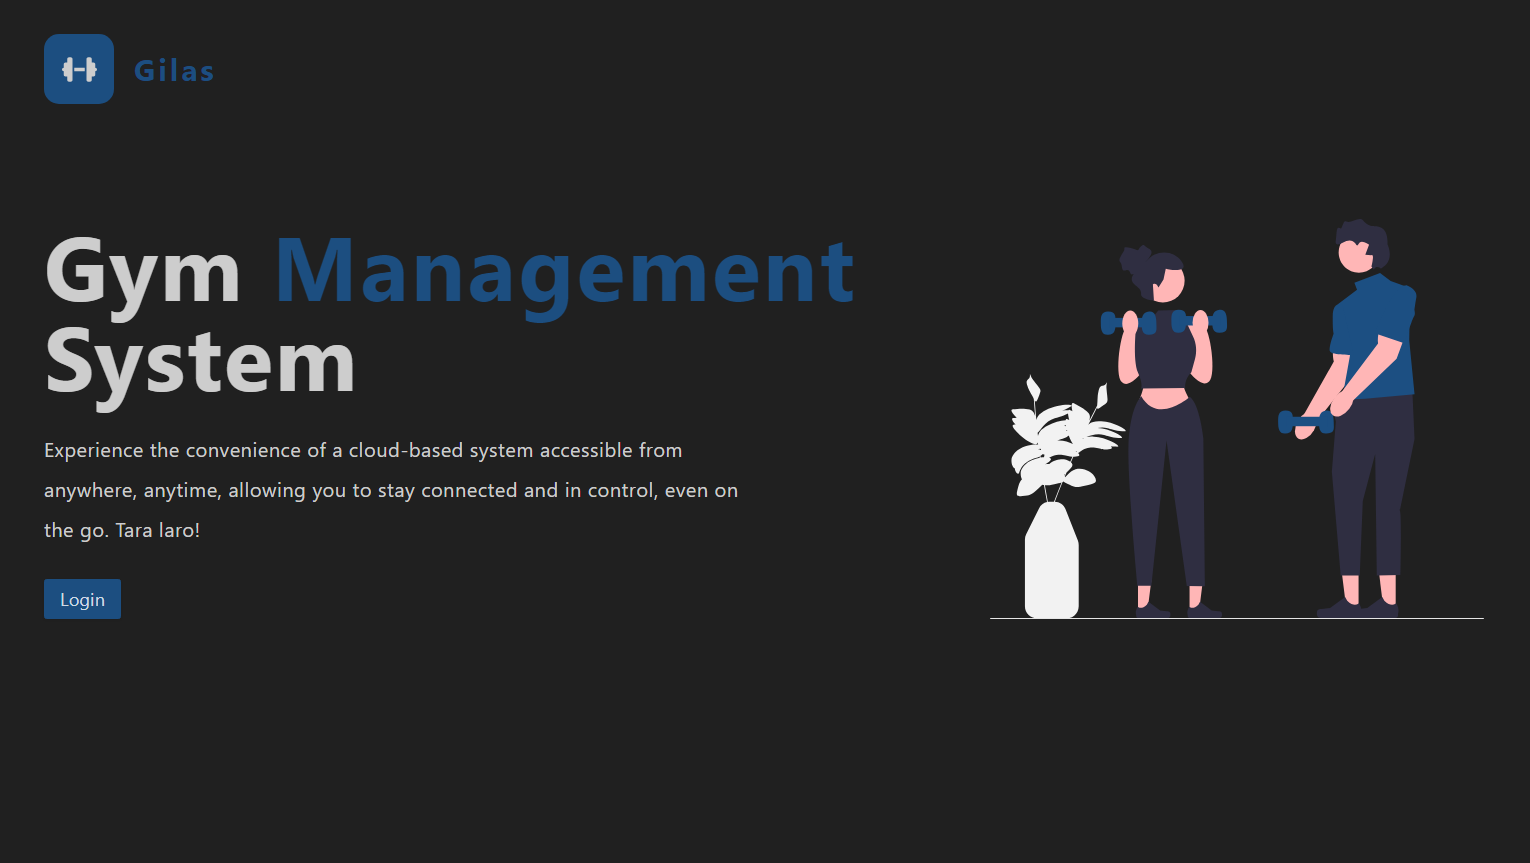 Gilas
Gym Management
System
Experience the convenience of a cloud-based system accessible from
anywhere, anytime, allowing you to stay connected and in control, even on
the go. Tara laro!
Login